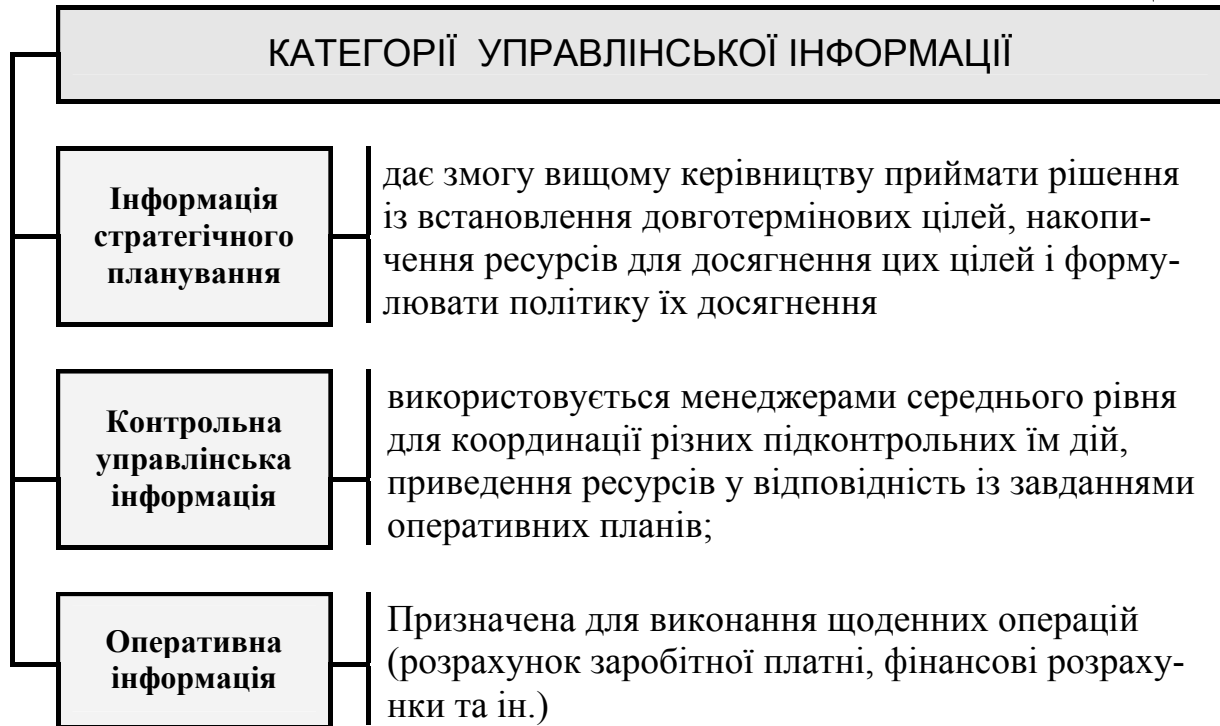 КАТЕГОРІЇ УПРАВЛІНСЬКОЇ ІНФОРМАЦІЇ
Інформація
стратегічного
планування
дає змогу вищому керівництву приймати рішення
із встановлення довготермінових цілей, накопи-
чення ресурсів для досягнення цих цілей і форму-
лювати політику їх досягнення
Контрольна
управлінська
інформація
використовується менеджерами середнього рівня
для координації різних підконтрольних їм дій,
приведення ресурсів у відповідність із завданнями
оперативних планів;
Оперативна
інформація
Призначена для виконання щоденних операцій
(розрахунок заробітної платні, фінансові розраху-
нки та ін.)